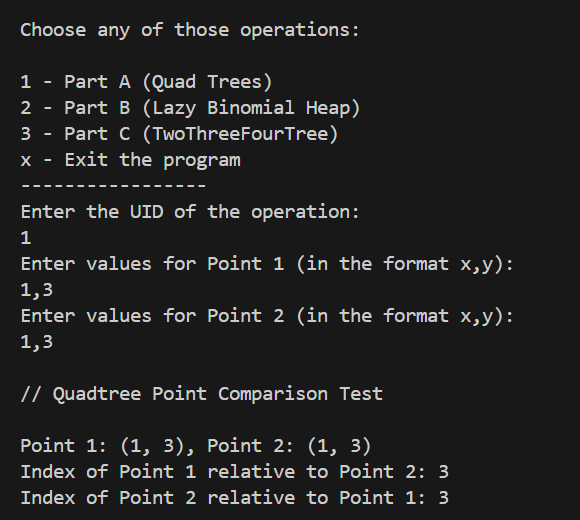 Choose any of those operations:
1 - Part A (Quad Trees)
2 - Part B (Lazy Binomial Heap)
3 - Part C (TwoThreeFourTree)
x - Exit the program
-----------------
Enter the UID of the operation:
1
Enter values for Point 1 (in the format x,y):
1,3
Enter values for Point 2 (in the format x,y):
1,3
// Quadtree Point Comparison Test
Point 1: (1, 3), Point 2: (1, 3)
Index of Point 1 relative to Point 2: 3
Index of Point 2 relative to Point 1: 3